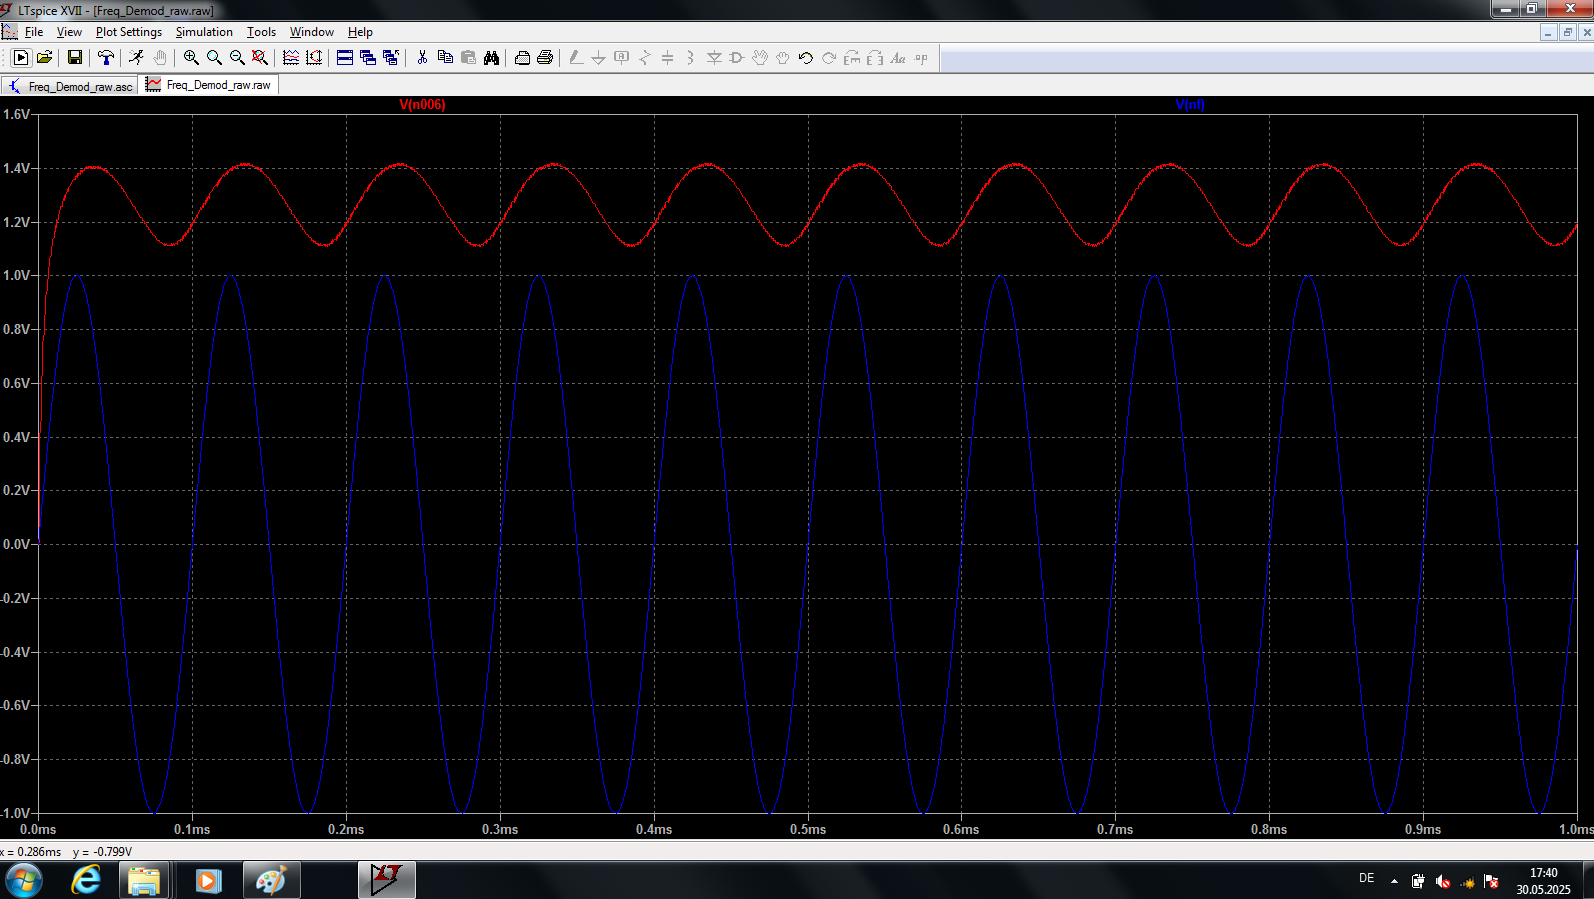 LTspice XVII - [Freq_Demod_raw.raw]
File View Plot Settings Simulation Tools Window Help
Freq_Demod_raw.asc Freq_Demod_raw.raw
V(n006) V(nf)
1.6V
1.4V
1.2V
1.0V
0.8V
0.6V
0.4V
0.2V
0.0V
-0.2V
-0.4V
-0.6V
-0.8V
-1.0V
0.0ms 0.1ms 0.2ms 0.3ms 0.4ms 0.5ms 0.6ms 0.7ms 0.8ms 0.9ms 1.0ms
x = 0.286ms y = -0.799V
DE 17:40
30.05.2025